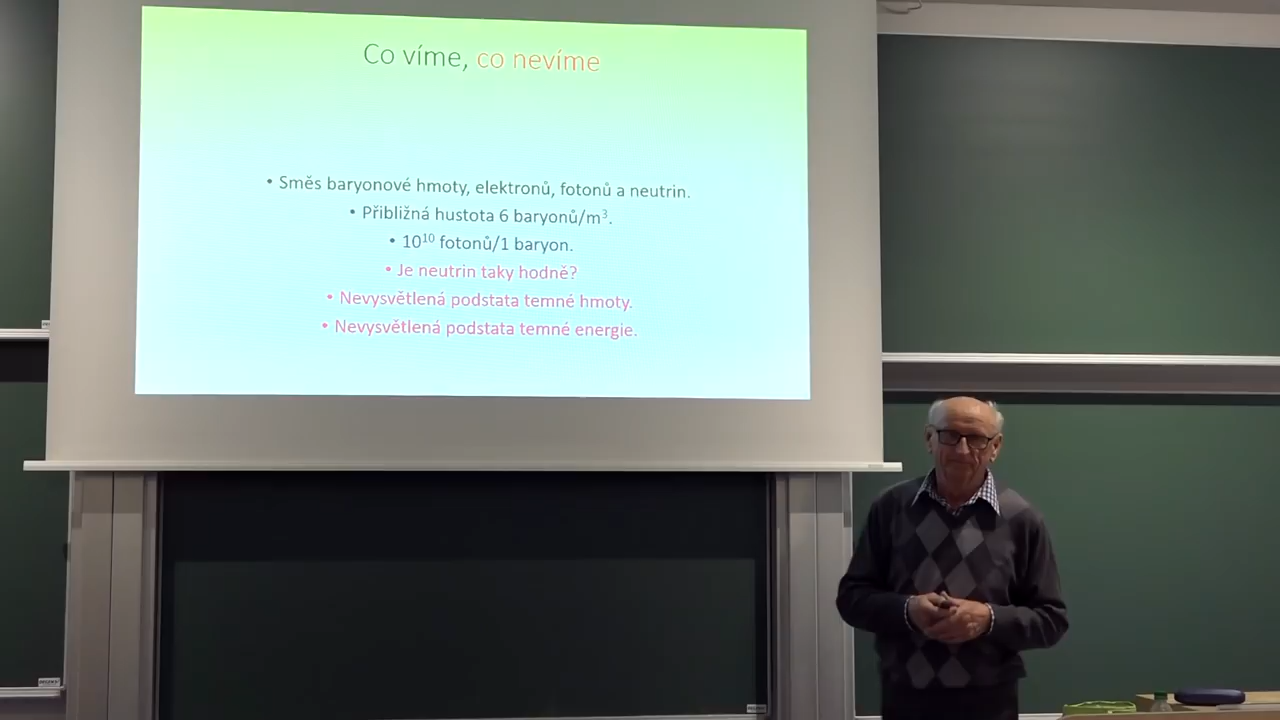 Co víme, co nevíme
• Směs baryonové hmoty, elektronů, fotonů a neutrin.
• Přibližná hustota 6 baryonů/m³.
• 10¹⁰ fotonů/1 baryon.
• Je neutrin taky hodně?
• Nevysvětlená podstata temné hmoty.
• Nevysvětlená podstata temné energie.